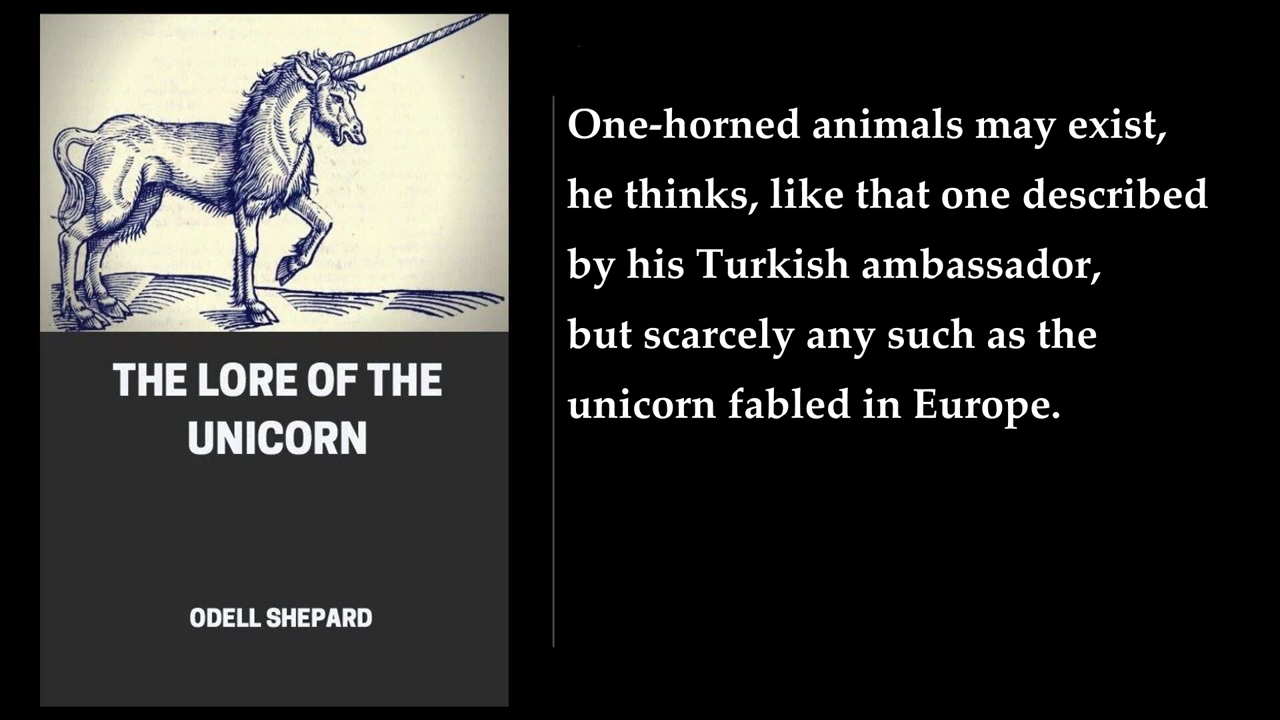 THE LORE OF THE
UNICORN
ODELL SHEPARD
One-horned animals may exist,
he thinks, like that one described
by his Turkish ambassador,
but scarcely any such as the
unicorn fabled in Europe.